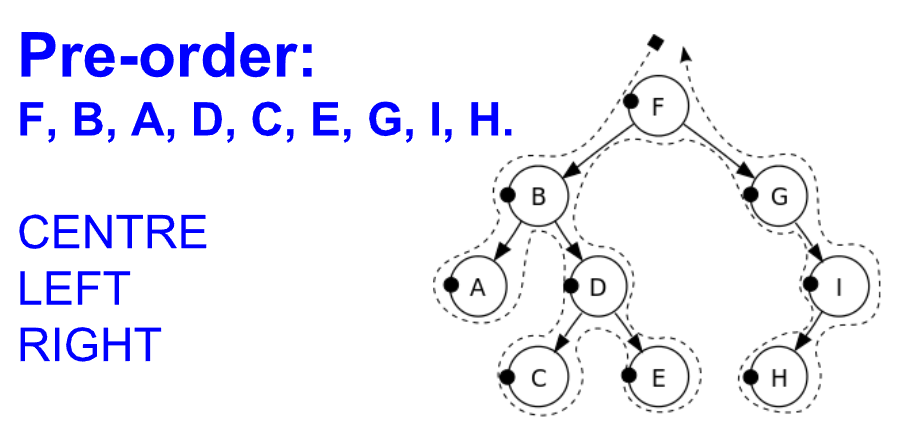 Pre-order:
F, B, A, D, C, E, G, I, H.
CENTRE
LEFT
RIGHT
F
B
G
A
D
I
C
E
H